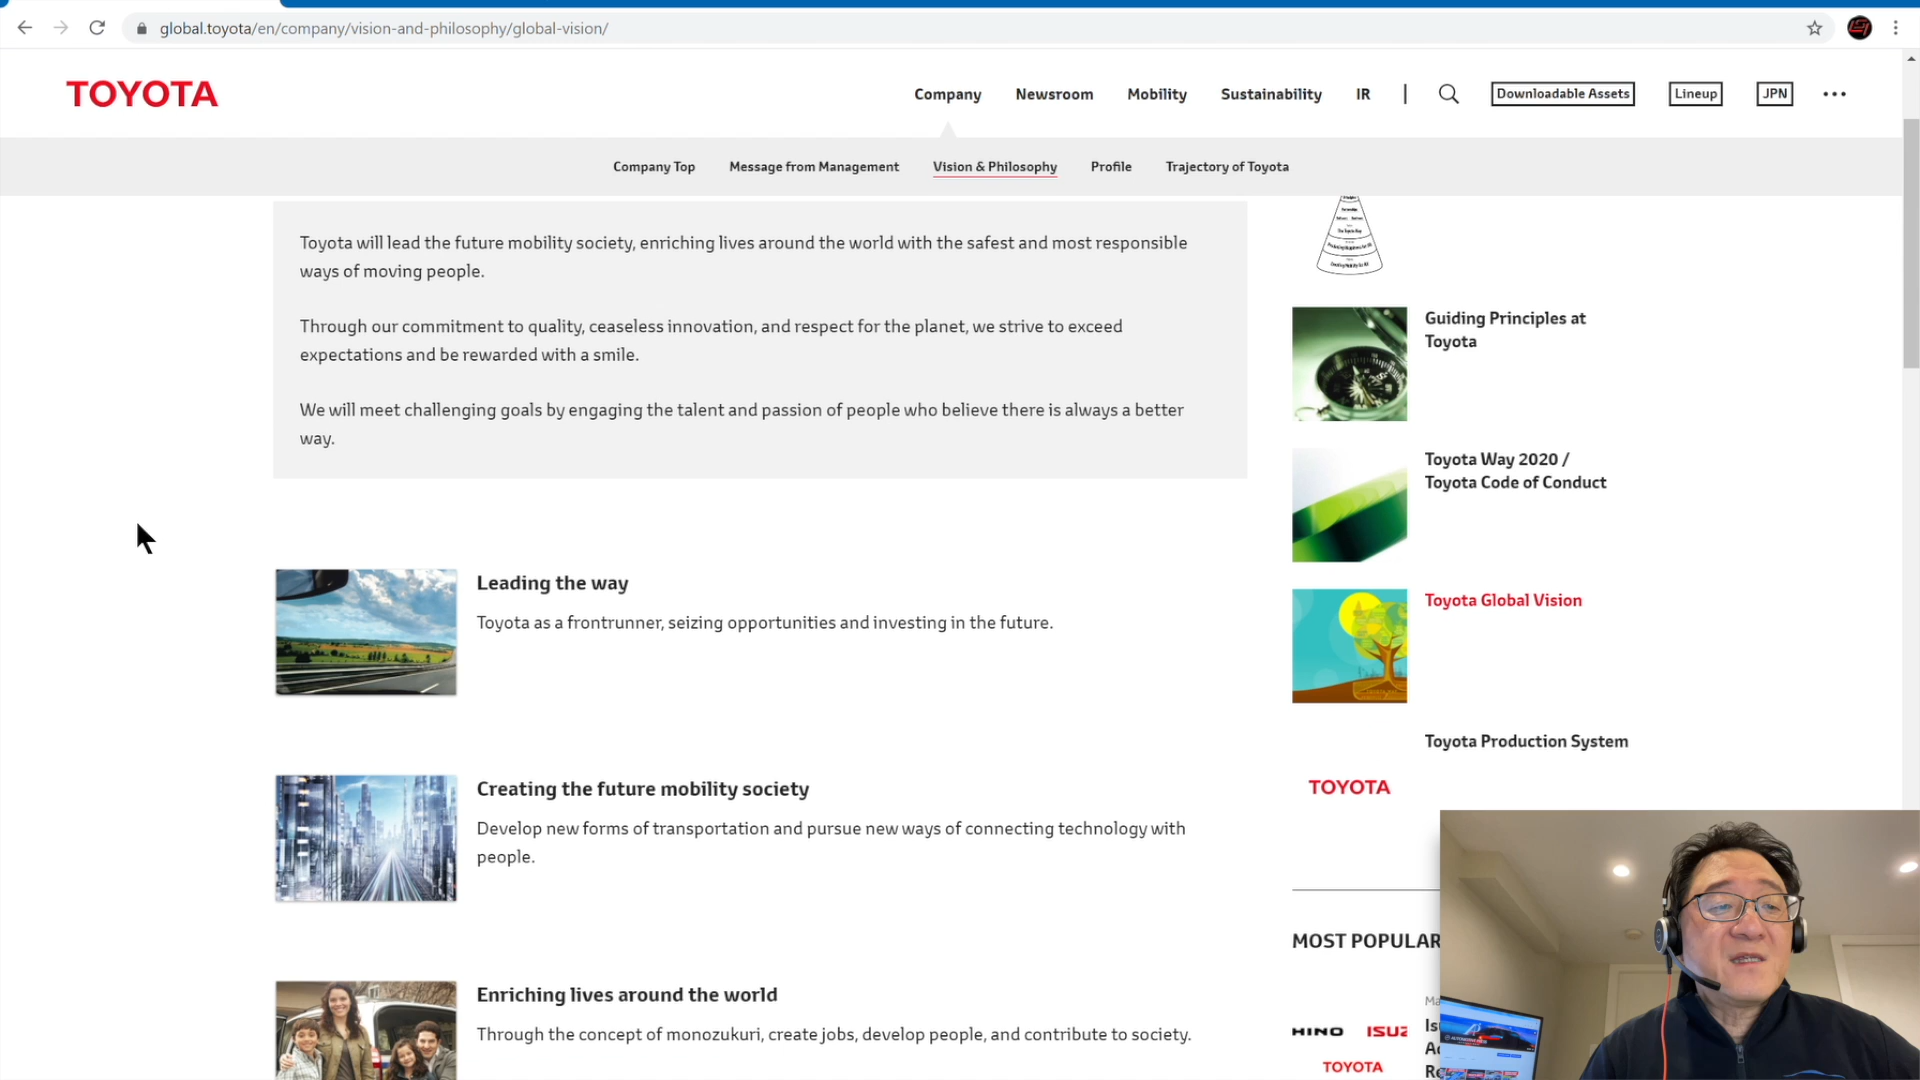 global.toyota/en/company/vision-and-philosophy/global-vision/
TOYOTA
Company Newsroom Mobility Sustainability IR | Downloadable Assets Lineup JPN
Company Top Message from Management Vision & Philosophy Profile Trajectory of Toyota
Toyota will lead the future mobility society, enriching lives around the world with the safest and most responsible
ways of moving people.
Through our commitment to quality, ceaseless innovation, and respect for the planet, we strive to exceed
expectations and be rewarded with a smile.
We will meet challenging goals by engaging the talent and passion of people who believe there is always a better
way.
Leading the way
Toyota as a frontrunner, seizing opportunities and investing in the future.
Creating the future mobility society
Develop new forms of transportation and pursue new ways of connecting technology with
people.
Enriching lives around the world
Through the concept of monozukuri, create jobs, develop people, and contribute to society.
Guiding Principles at
Toyota
Toyota Way 2020 /
Toyota Code of Conduct
Toyota Global Vision
Toyota Production System
TOYOTA
MOST POPULAR
HINO ISUZ
TOYOTA